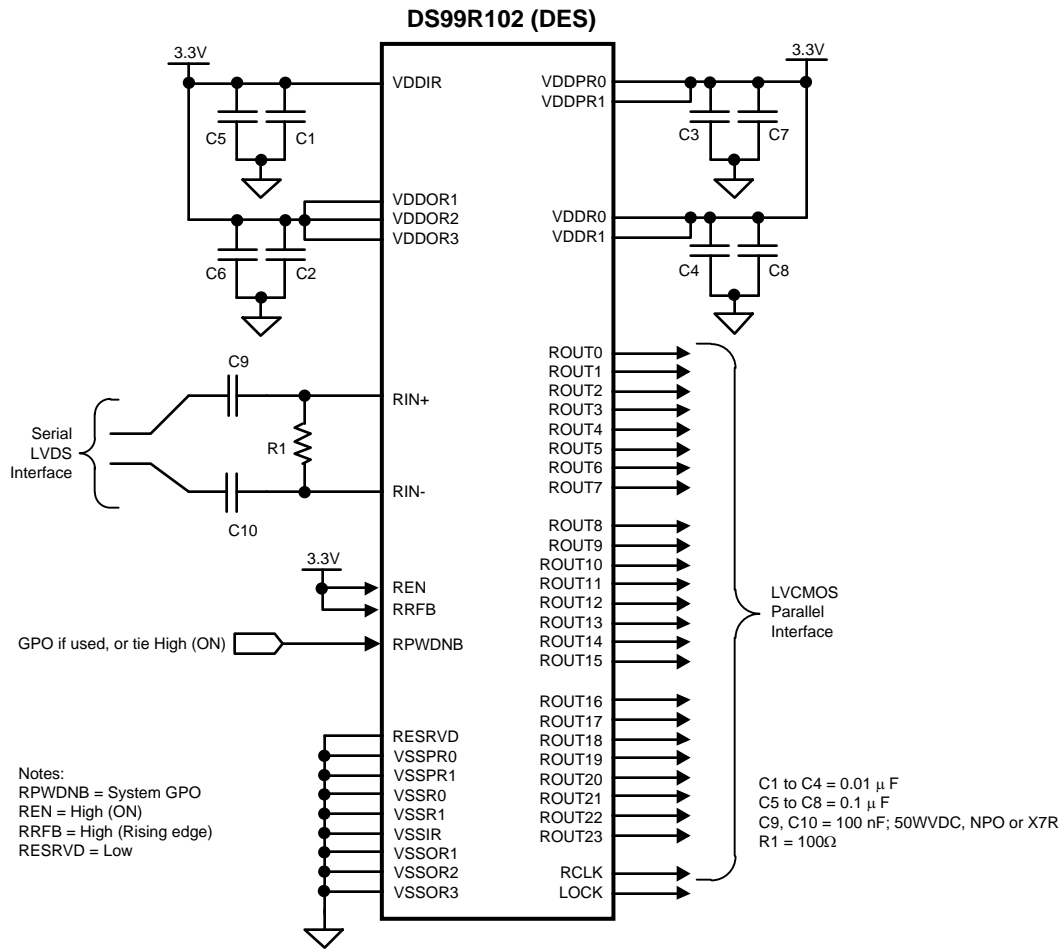 DS99R102 (DES)
3.3V
VDDIR
C5
C1
VDDOR1
VDDOR2
VDDOR3
C6
C2
3.3V
VDDPR0
VDDPR1
C3
C7
VDDR0
VDDR1
C4
C8
C9
RIN+
Serial
LVDS
Interface
R1
RIN-
C10
3.3V
REN
RRFB
GPO if used, or tie High (ON)
RPWDNB
RESRVD
VSSPR0
VSSPR1
VSSR0
VSSR1
VSSIR
VSSOR1
VSSOR2
VSSOR3
Notes:
RPWDNB = System GPO
REN = High (ON)
RRFB = High (Rising edge)
RESRVD = Low
ROUT0
ROUT1
ROUT2
ROUT3
ROUT4
ROUT5
ROUT6
ROUT7
ROUT8
ROUT9
ROUT10
ROUT11
ROUT12
ROUT13
ROUT14
ROUT15
ROUT16
ROUT17
ROUT18
ROUT19
ROUT20
ROUT21
ROUT22
ROUT23
RCLK
LOCK
LVCMOS
Parallel
Interface
C1 to C4 = 0.01 μ F
C5 to C8 = 0.1 μ F
C9, C10 = 100 nF; 50WVDC, NPO or X7R
R1 = 100Ω